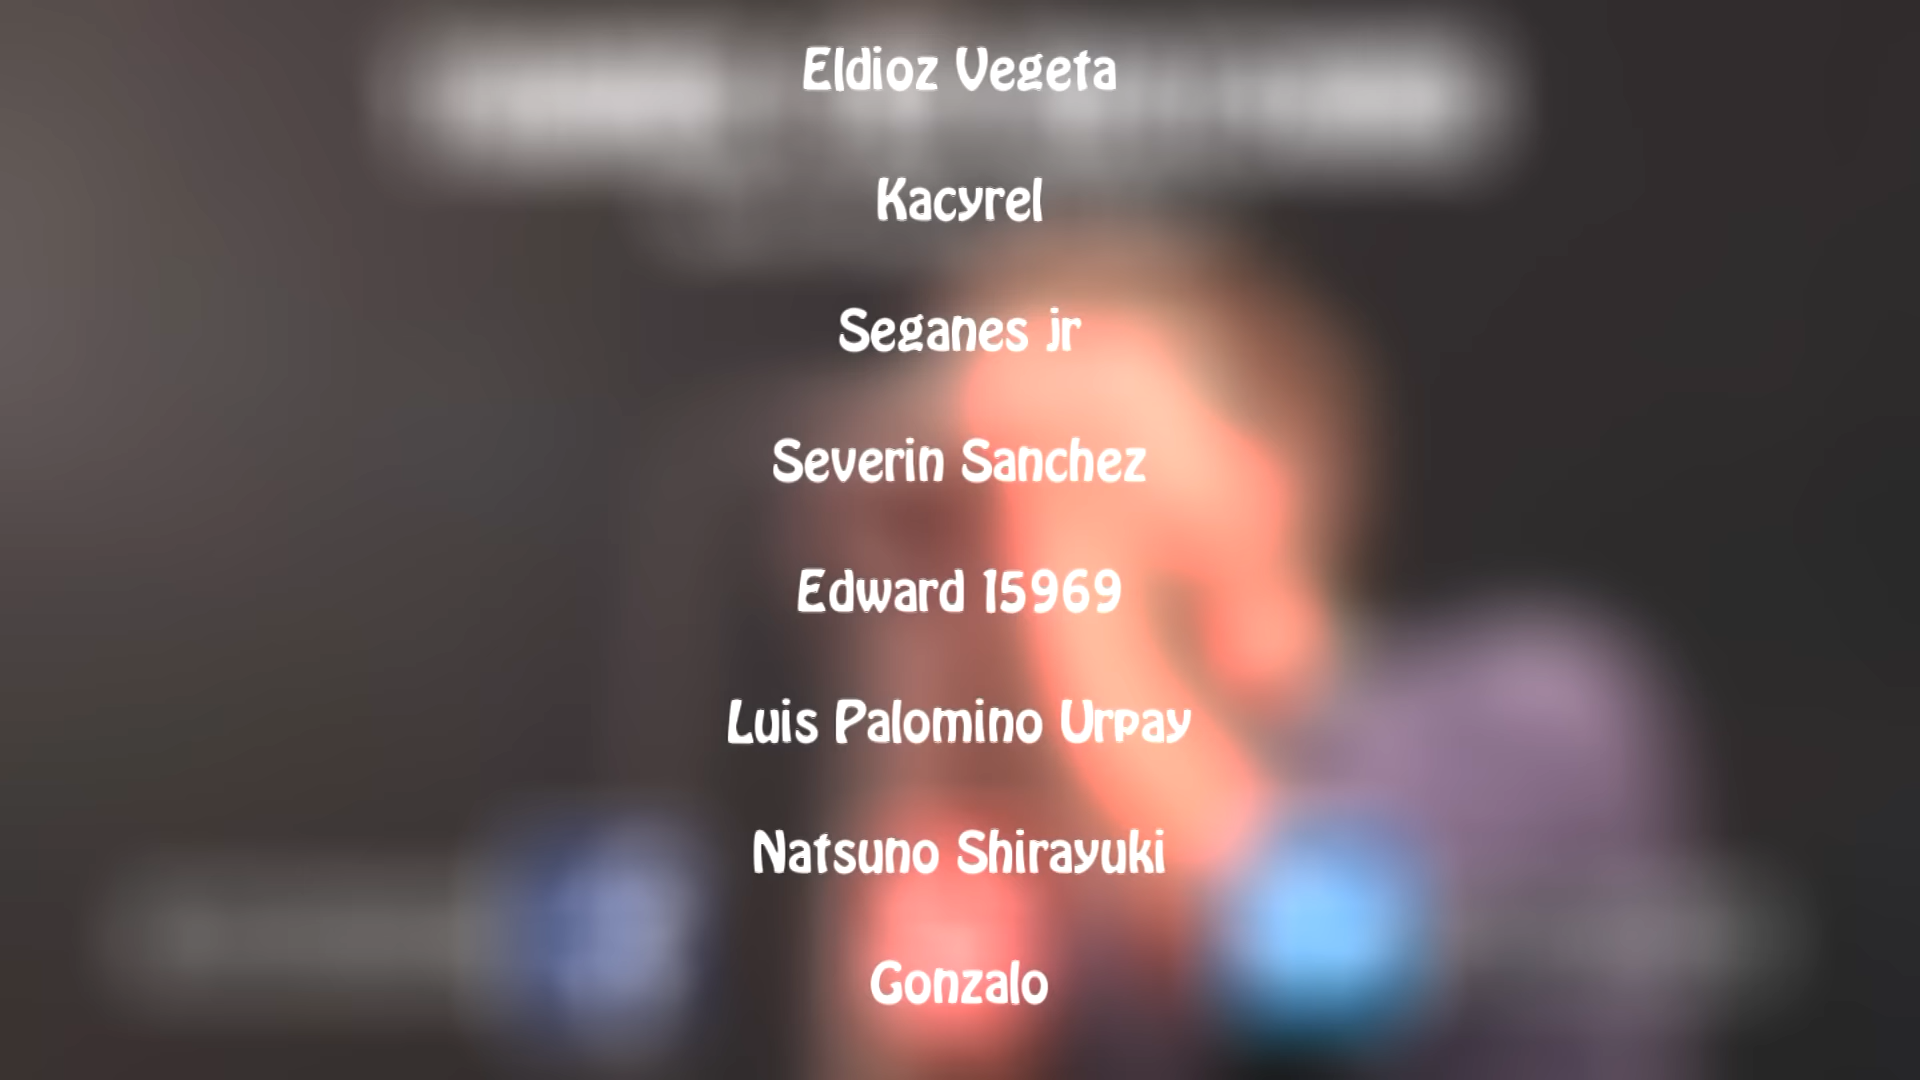 Eldioz Vegeta
Kacyrel
Seganes jr
Severin Sanchez
Edward 15969
Luis Palomino Urpay
Natsuno Shirayuki
Gonzalo